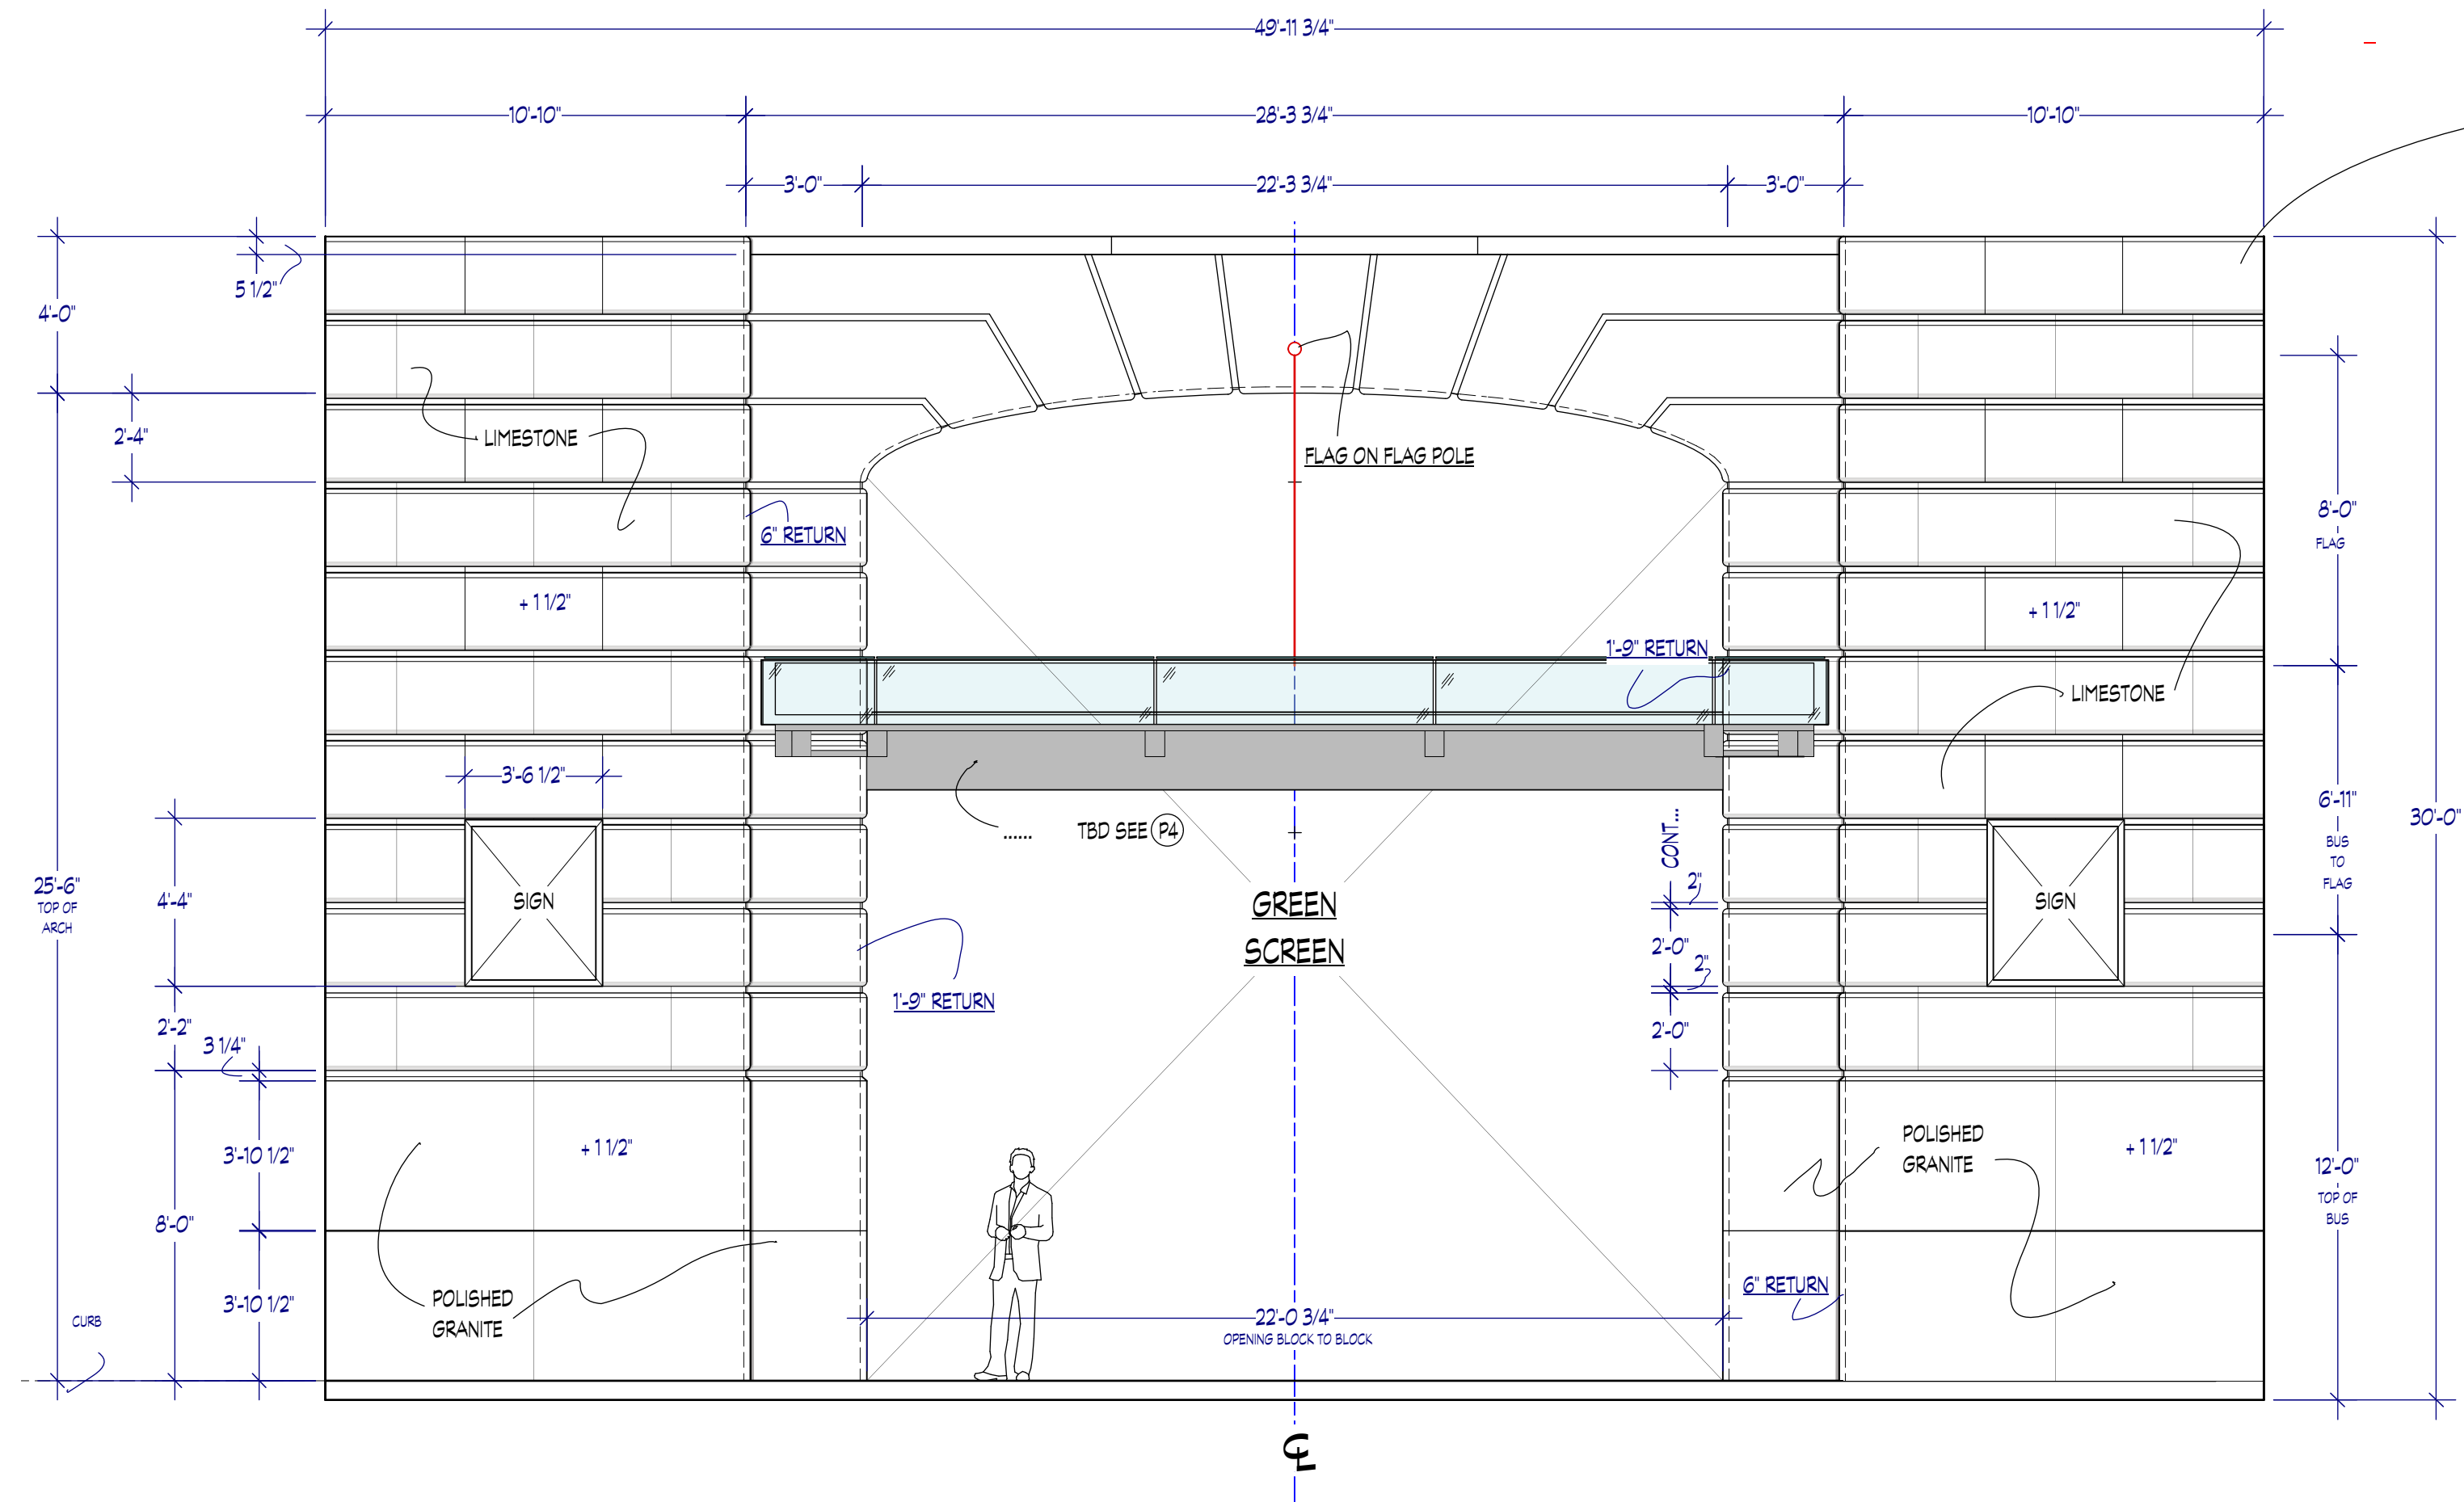 49'-11 3/4"
10'-10"
28'-3 3/4"
10'-10"
3'-0"
22'-3 3/4"
3'-0"
5 1/2"
4'-0"
2'-4"
LIMESTONE
FLAG ON FLAG POLE
8'-0"
FLAG
6" RETURN
+ 1 1/2"
+ 1 1/2"
1'-9" RETURN
LIMESTONE
3'-6 1/2"
6'-11"
BUS
TO
FLAG
30'-0"
...... TBD SEE P4
CONT...
25'-6"
TOP OF
ARCH
4'-4"
SIGN
GREEN
SCREEN
2"
2'-0"
2"
2'-0"
SIGN
1'-9" RETURN
2'-2"
3 1/4"
3'-10 1/2"
+ 1 1/2"
POLISHED
GRANITE
+ 1 1/2"
12'-0"
TOP OF
BUS
8'-0"
3'-10 1/2"
CURB
POLISHED
GRANITE
22'-0 3/4"
OPENING BLOCK TO BLOCK
6" RETURN
℄